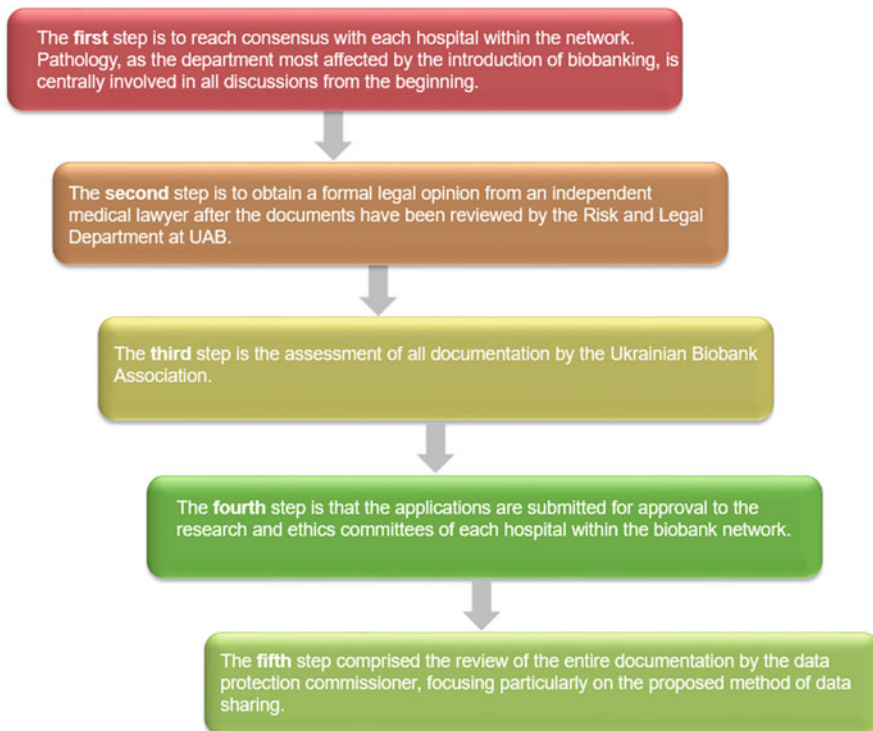 The first step is to reach consensus with each hospital within the network.
Pathology, as the department most affected by the introduction of biobanking, is
centrally involved in all discussions from the beginning.
The second step is to obtain a formal legal opinion from an independent
medical lawyer after the documents have been reviewed by the Risk and Legal
Department at UAB.
The third step is the assessment of all documentation by the Ukrainian Biobank
Association.
The fourth step is that the applications are submitted for approval to the
research and ethics committees of each hospital within the biobank network.
The fifth step comprised the review of the entire documentation by the data
protection commissioner, focusing particularly on the proposed method of data
sharing.